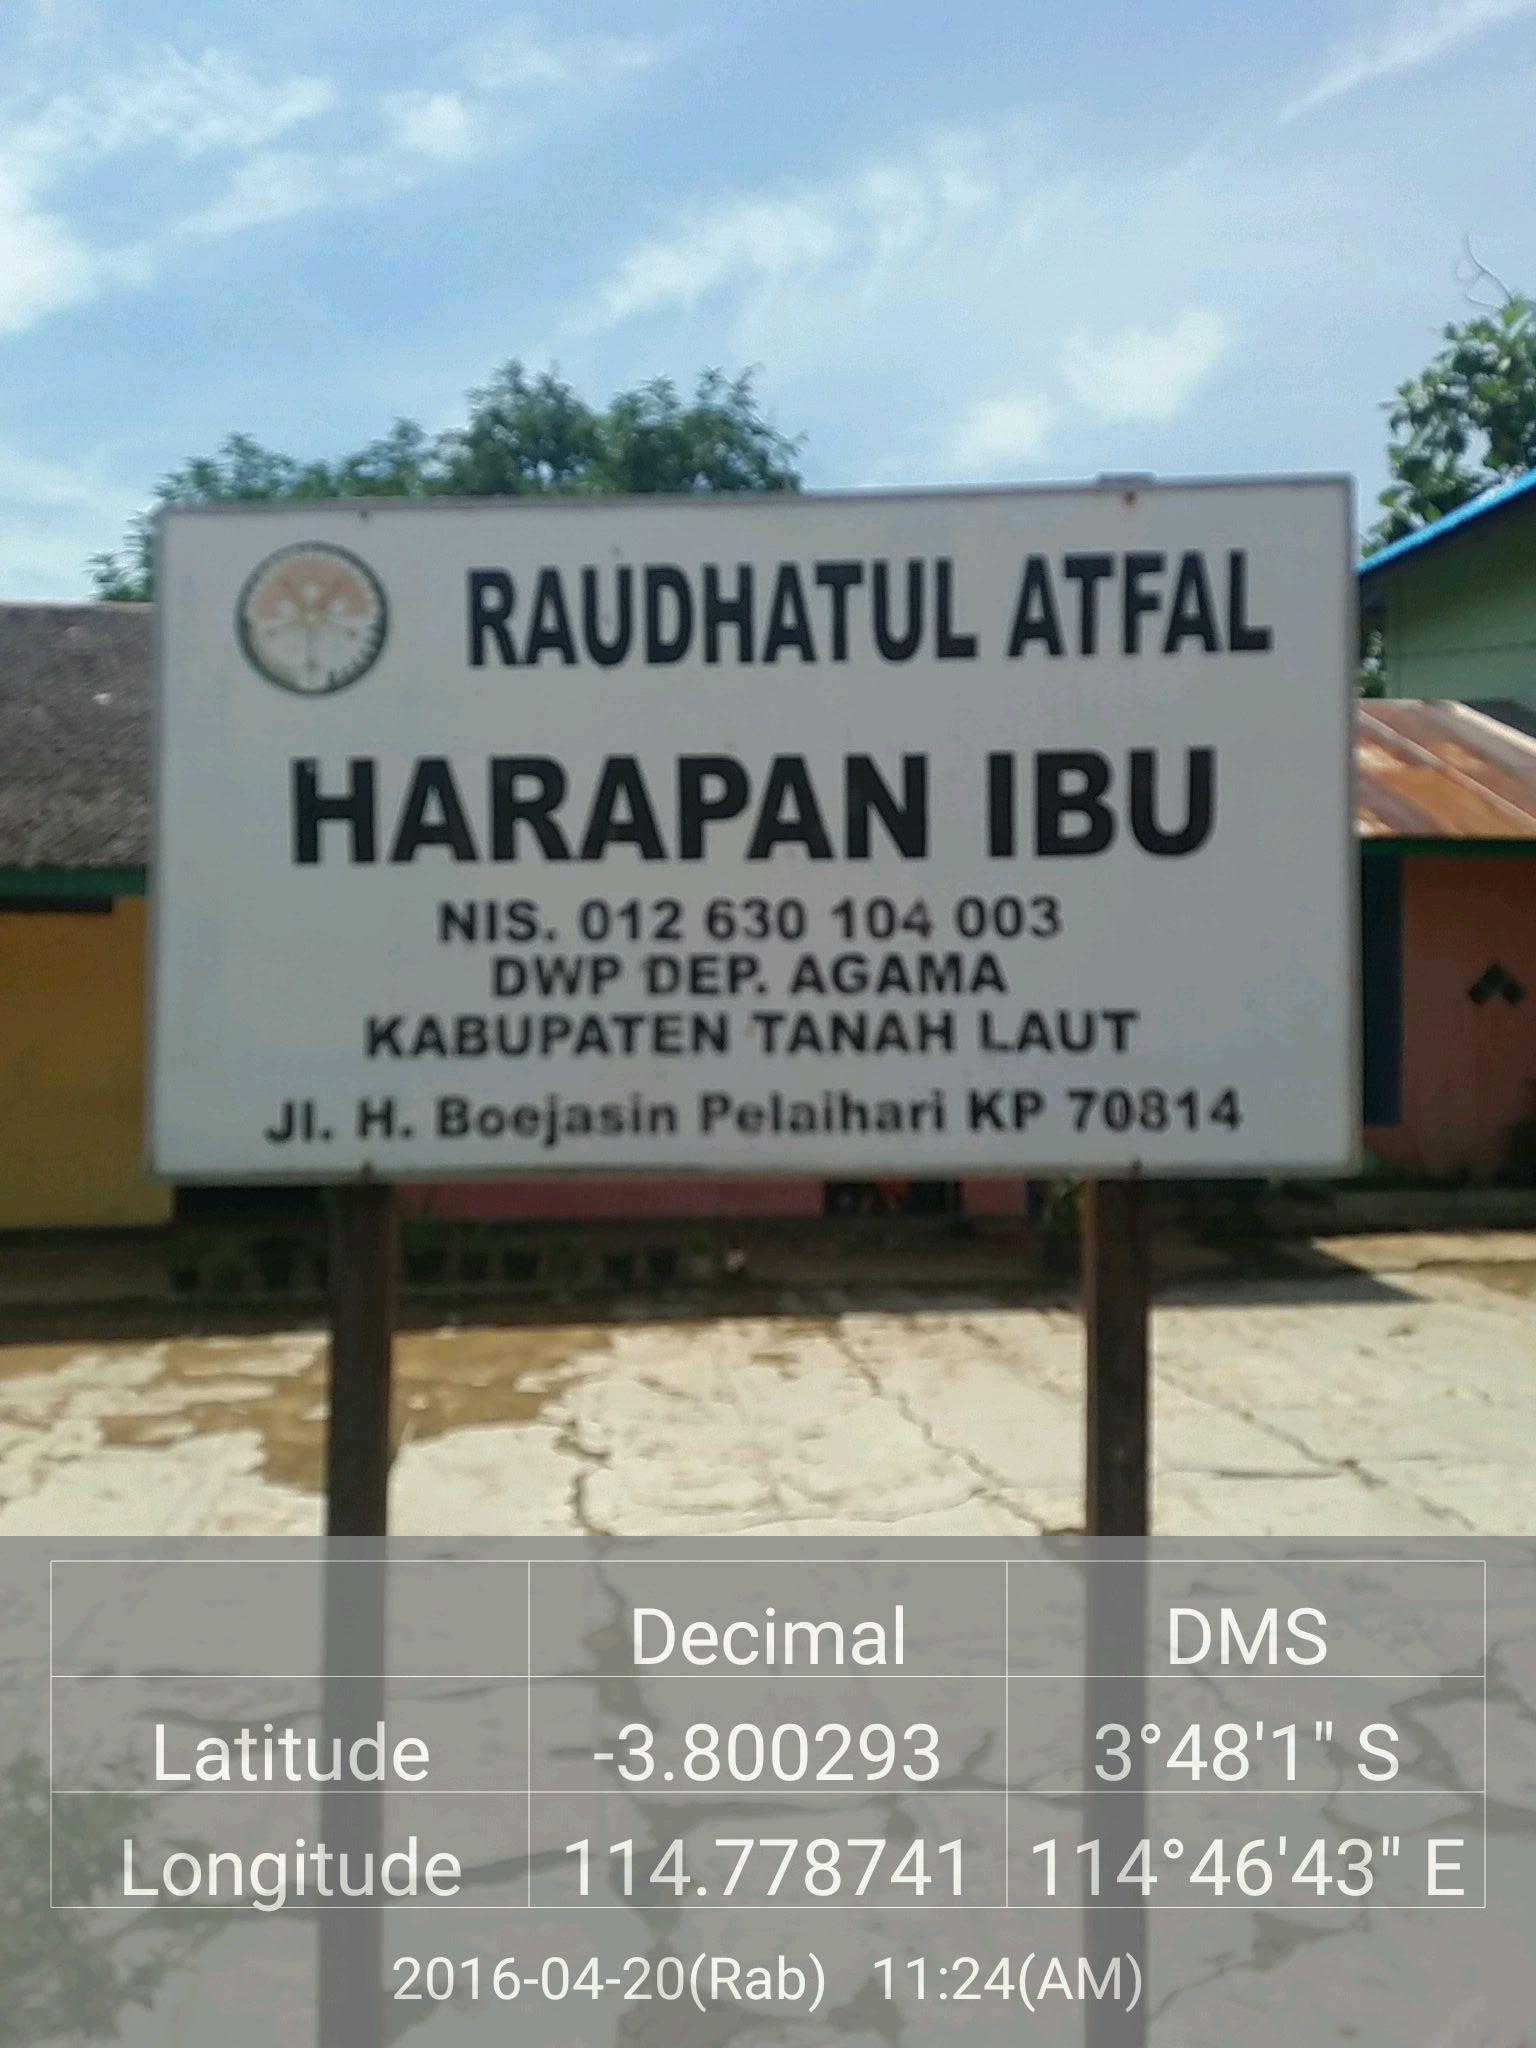 RAUDHATUL ATFAL
HARAPAN IBU
NIS. 012 630 104 003
DWP DEP. AGAMA
KABUPATEN TANAH LAUT
Jl. H. Boejasin Pelaihari KP 70814
Decimal DMS
Latitude -3.800293 3°48'1" S
Longitude 114.778741 114°46'43" E
2016-04-20(Rab) 11:24(AM)